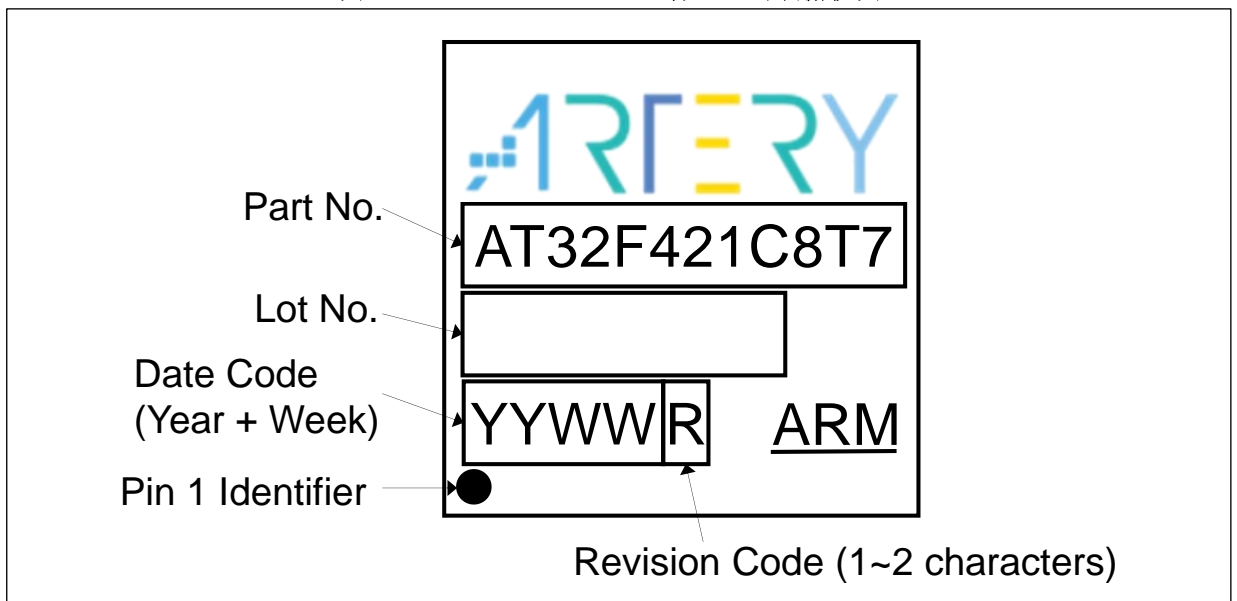 ARTERY
Part No.
AT32F421C8T7
Lot No.
Date Code
(Year + Week)
YYWW R
ARM
Pin 1 Identifier
Revision Code (1~2 characters)